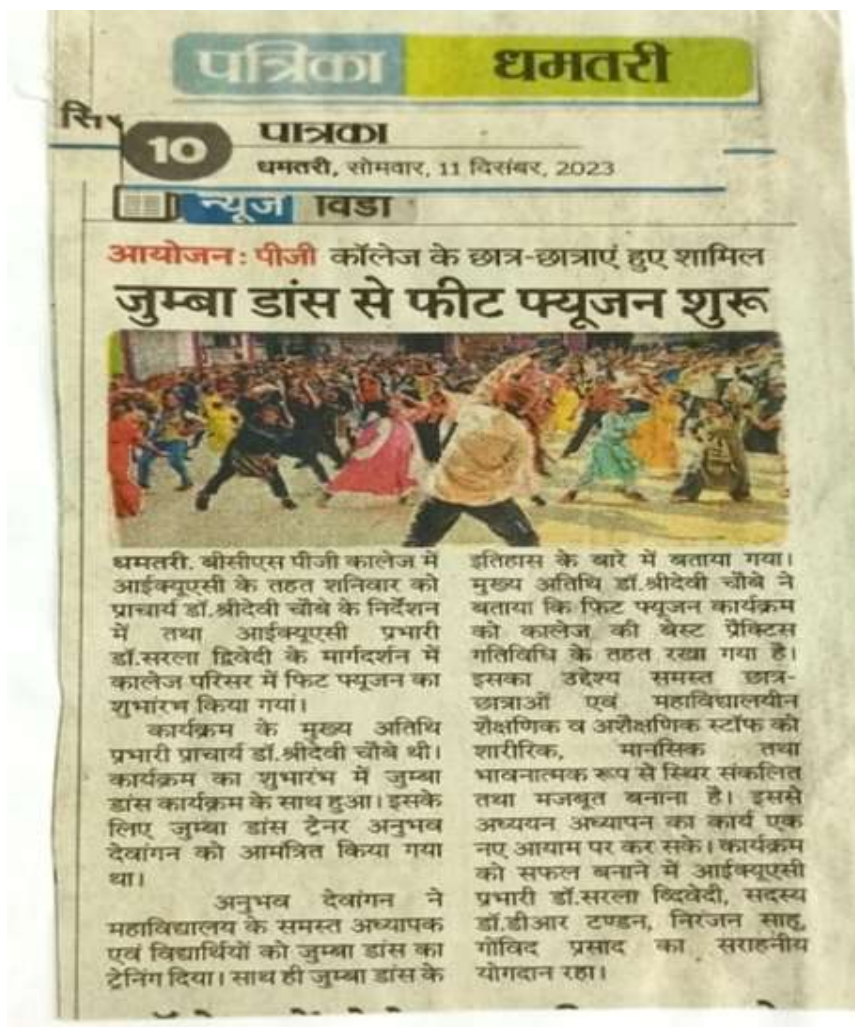 पत्रिका धमतरी
10 पत्रिका
धमतरी, सोमवार, 11 दिसंबर, 2023
न्यूज विंडो
आयोजन: पीजी कॉलेज के छात्र-छात्राएं हुए शामिल
जुम्बा डांस से फीट फ्यूजन शुरू
धमतरी. बीसीएस पीजी कालेज में
आईक्यूएसी के तहत शनिवार को
प्राचार्य डॉ.श्रीदेवी चौबे के निर्देशन
में तथा आईक्यूएसी प्रभारी
डॉ.सरला द्विवेदी के मार्गदर्शन में
कालेज परिसर में फिट फ्यूजन का
शुभारंभ किया गया।
कार्यक्रम के मुख्य अतिथि
प्रभारी प्राचार्य डॉ.श्रीदेवी चौबे थी।
कार्यक्रम का शुभारंभ में जुम्बा
डांस कार्यक्रम के साथ हुआ। इसके
लिए जुम्बा डांस ट्रेनर अनुभव
देवांगन को आमंत्रित किया गया
था।
अनुभव देवांगन ने
महाविद्यालय के समस्त अध्यापक
एवं विद्यार्थियों को जुम्बा डांस का
ट्रेनिंग दिया। साथ ही जुम्बा डांस के
इतिहास के बारे में बताया गया।
मुख्य अतिथि डॉ.श्रीदेवी चौबे ने
बताया कि फिट फ्यूजन कार्यक्रम
को कालेज की बेस्ट प्रैक्टिस
गतिविधि के तहत रखा गया है।
इसका उद्देश्य समस्त छात्र-
छात्राओं एवं महाविद्यालयीन
शैक्षणिक व अशैक्षणिक स्टॉफ को
शारीरिक, मानसिक तथा
भावनात्मक रूप से स्थिर संकलित
तथा मजबूत बनाना है। इससे
अध्ययन अध्यापन का कार्य एक
नए आयाम पर कर सके। कार्यक्रम
को सफल बनाने में आईक्यूएसी
प्रभारी डॉ.सरला व्दिवेदी, सदस्य
डॉ.डीआर टण्डन, निरंजन साहू,
गोविंद प्रसाद का सराहनीय
योगदान रहा।